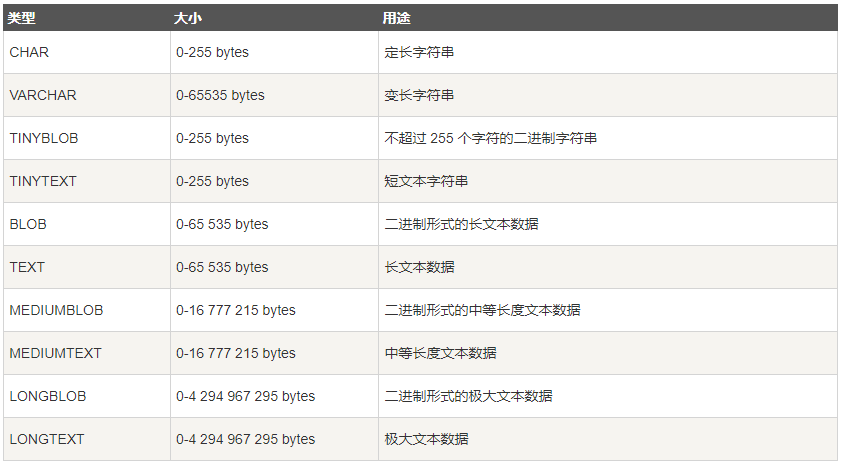 类型 大小 用途
CHAR 0-255 bytes 定长字符串
VARCHAR 0-65535 bytes 变长字符串
TINYBLOB 0-255 bytes 不超过 255 个字符的二进制字符串
TINYTEXT 0-255 bytes 短文本字符串
BLOB 0-65 535 bytes 二进制形式的长文本数据
TEXT 0-65 535 bytes 长文本数据
MEDIUMBLOB 0-16 777 215 bytes 二进制形式的中等长度文本数据
MEDIUMTEXT 0-16 777 215 bytes 中等长度文本数据
LONGBLOB 0-4 294 967 295 bytes 二进制形式的极大文本数据
LONGTEXT 0-4 294 967 295 bytes 极大文本数据